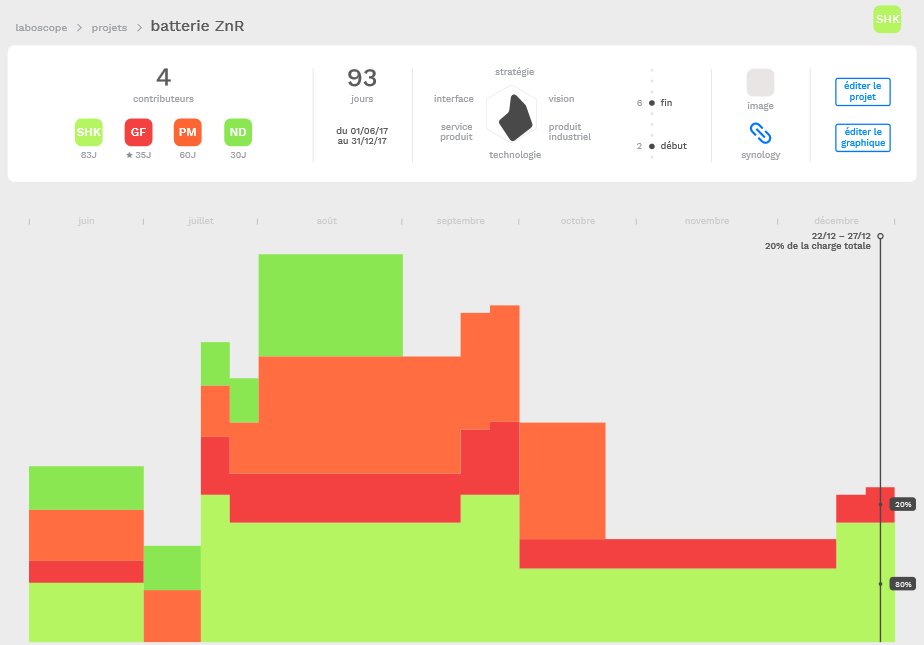 laboscope > projets > batterie ZnR
SHK
4
contributeurs
SHK GF PM ND
83J ★ 35J 60J 30J
93
jours
du 01/06/17
au 31/12/17
stratégie
interface
vision
service
produit
produit
industriel
technologie
6 fin
2 début
image
synology
éditer le
projet
éditer le
graphique
juin juillet août septembre octobre novembre décembre
22/12 – 27/12
20% de la charge totale
20%
80%